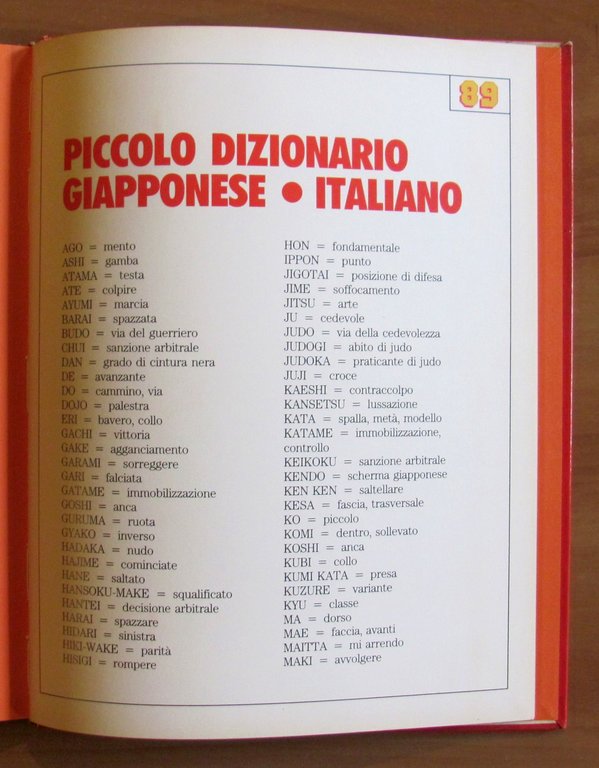 89
PICCOLO DIZIONARIO
GIAPPONESE ● ITALIANO
AGO = mento
ASHI = gamba
ATAMA = testa
ATE = colpire
AYUMI = marcia
BARAI = spazzata
BUDO = via del guerriero
CHUI = sanzione arbitrale
DAN = grado di cintura nera
DE = avanzante
DO = cammino, via
DOJO = palestra
ERI = bavero, collo
GACHI = vittoria
GAKE = agganciamento
GARAMI = sorreggere
GARI = falciata
GATAME = immobilizzazione
GOSHI = anca
GURUMA = ruota
GYAKO = inverso
HADAKA = nudo
HAJIME = cominciate
HANE = saltato
HANSOKU-MAKE = squalificato
HANTEI = decisione arbitrale
HARAI = spazzare
HIDARI = sinistra
HIKI-WAKE = parità
HISIGI = rompere
HON = fondamentale
IPPON = punto
JIGOTAI = posizione di difesa
JIME = soffocamento
JITSU = arte
JU = cedevole
JUDO = via della cedevolezza
JUDOGI = abito di judo
JUDOKA = praticante di judo
JUJI = croce
KAESHI = contraccolpo
KANSETSU = lussazione
KATA = spalla, metà, modello
KATAME = immobilizzazione,
controllo
KEIKOKU = sanzione arbitrale
KENDO = scherma giapponese
KEN KEN = saltellare
KESA = fascia, trasversale
KO = piccolo
KOMI = dentro, sollevato
KOSHI = anca
KUBI = collo
KUMI KATA = presa
KUZURE = variante
KYU = classe
MA = dorso
MAE = faccia, avanti
MAITTA = mi arrendo
MAKI = avvolgere